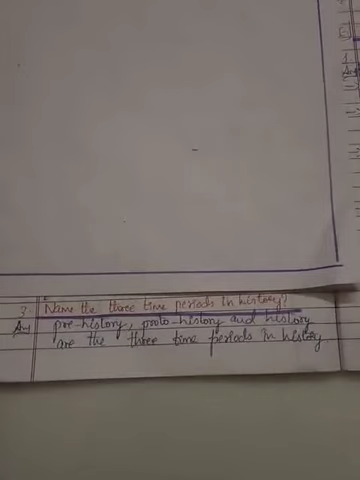 3. Name the three time periods in history?
Ans pre-history, proto-history and history
are the three time periods in history